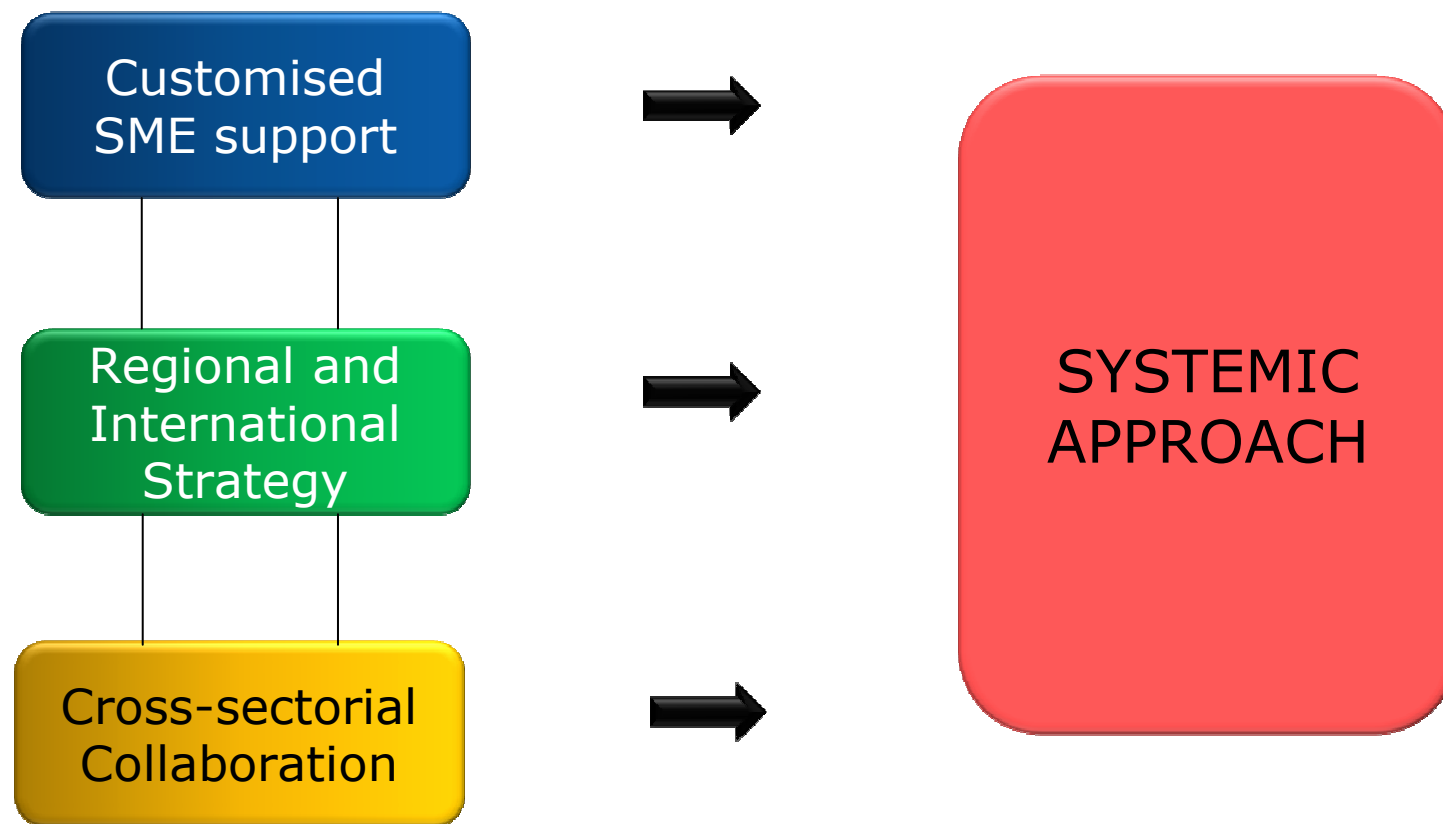 Customised
SME support
Regional and
International
Strategy
Cross-sectorial
Collaboration
SYSTEMIC
APPROACH